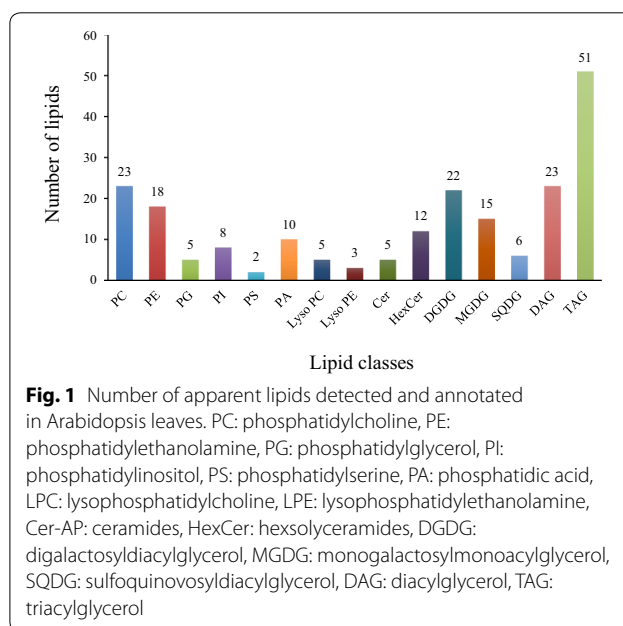 60
51
50
40
30
23
22
23
20
18
15
12
10
10
8
5
5
6
5
2
3
0
Number of lipids
PC
PE
PG
PI
PS
PA
Lyso PC
Lyso PE
Cer
HexCer
DGDG
MGDG
SQDG
DAG
TAG
Lipid classes
Fig. 1 Number of apparent lipids detected and annotated
in Arabidopsis leaves. PC: phosphatidylcholine, PE:
phosphatidylethanolamine, PG: phosphatidylglycerol, PI:
phosphatidylinositol, PS: phosphatidylserine, PA: phosphatidic acid,
LPC: lysophosphatidylcholine, LPE: lysophosphatidylethanolamine,
Cer-AP: ceramides, HexCer: hexsolyceramides, DGDG:
digalactosyldiacylglycerol, MGDG: monogalactosylmonoacylglycerol,
SQDG: sulfoquinovosyldiacylglycerol, DAG: diacylglycerol, TAG:
triacylglycerol